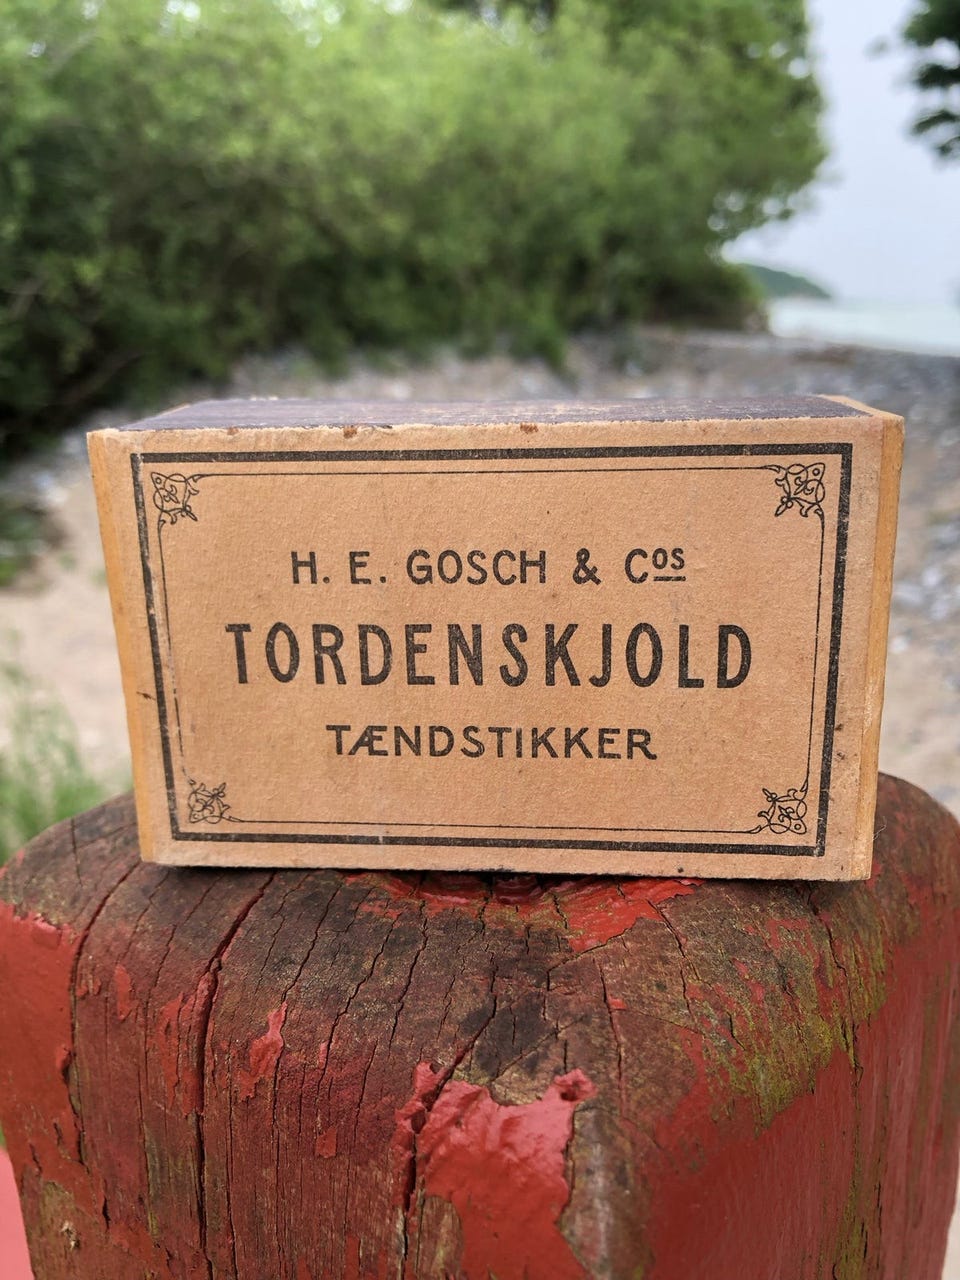 H. E. GOSCH & Cos
TORDENSKJOLD
TÆNDSTIKKER